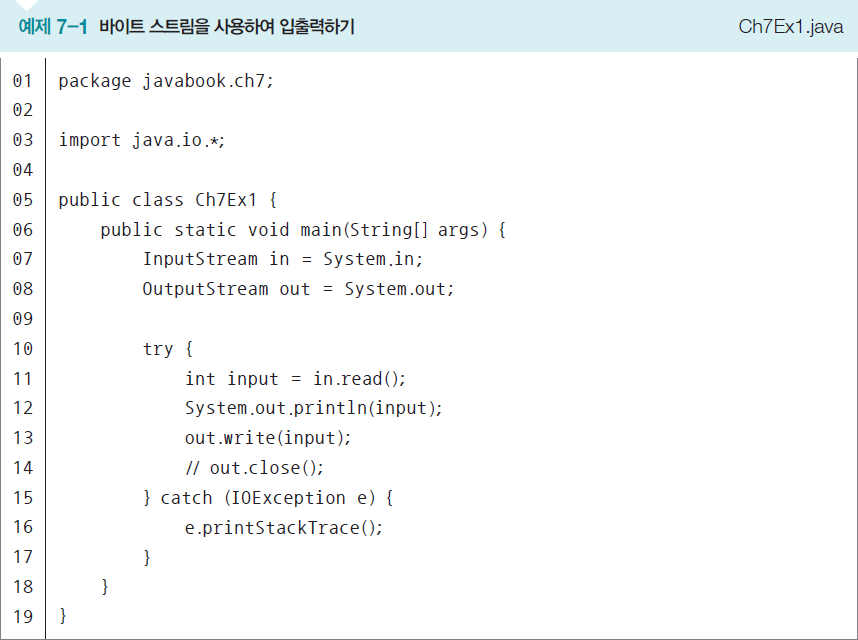 예제 7-1 바이트 스트림을 사용하여 입출력하기 Ch7Ex1.java
01 package javabook.ch7;
02
03 import java.io.*;
04
05 public class Ch7Ex1 {
06     public static void main(String[] args) {
07         InputStream in = System.in;
08         OutputStream out = System.out;
09
10         try {
11             int input = in.read();
12             System.out.println(input);
13             out.write(input);
14             // out.close();
15         } catch (IOException e) {
16             e.printStackTrace();
17         }
18     }
19 }